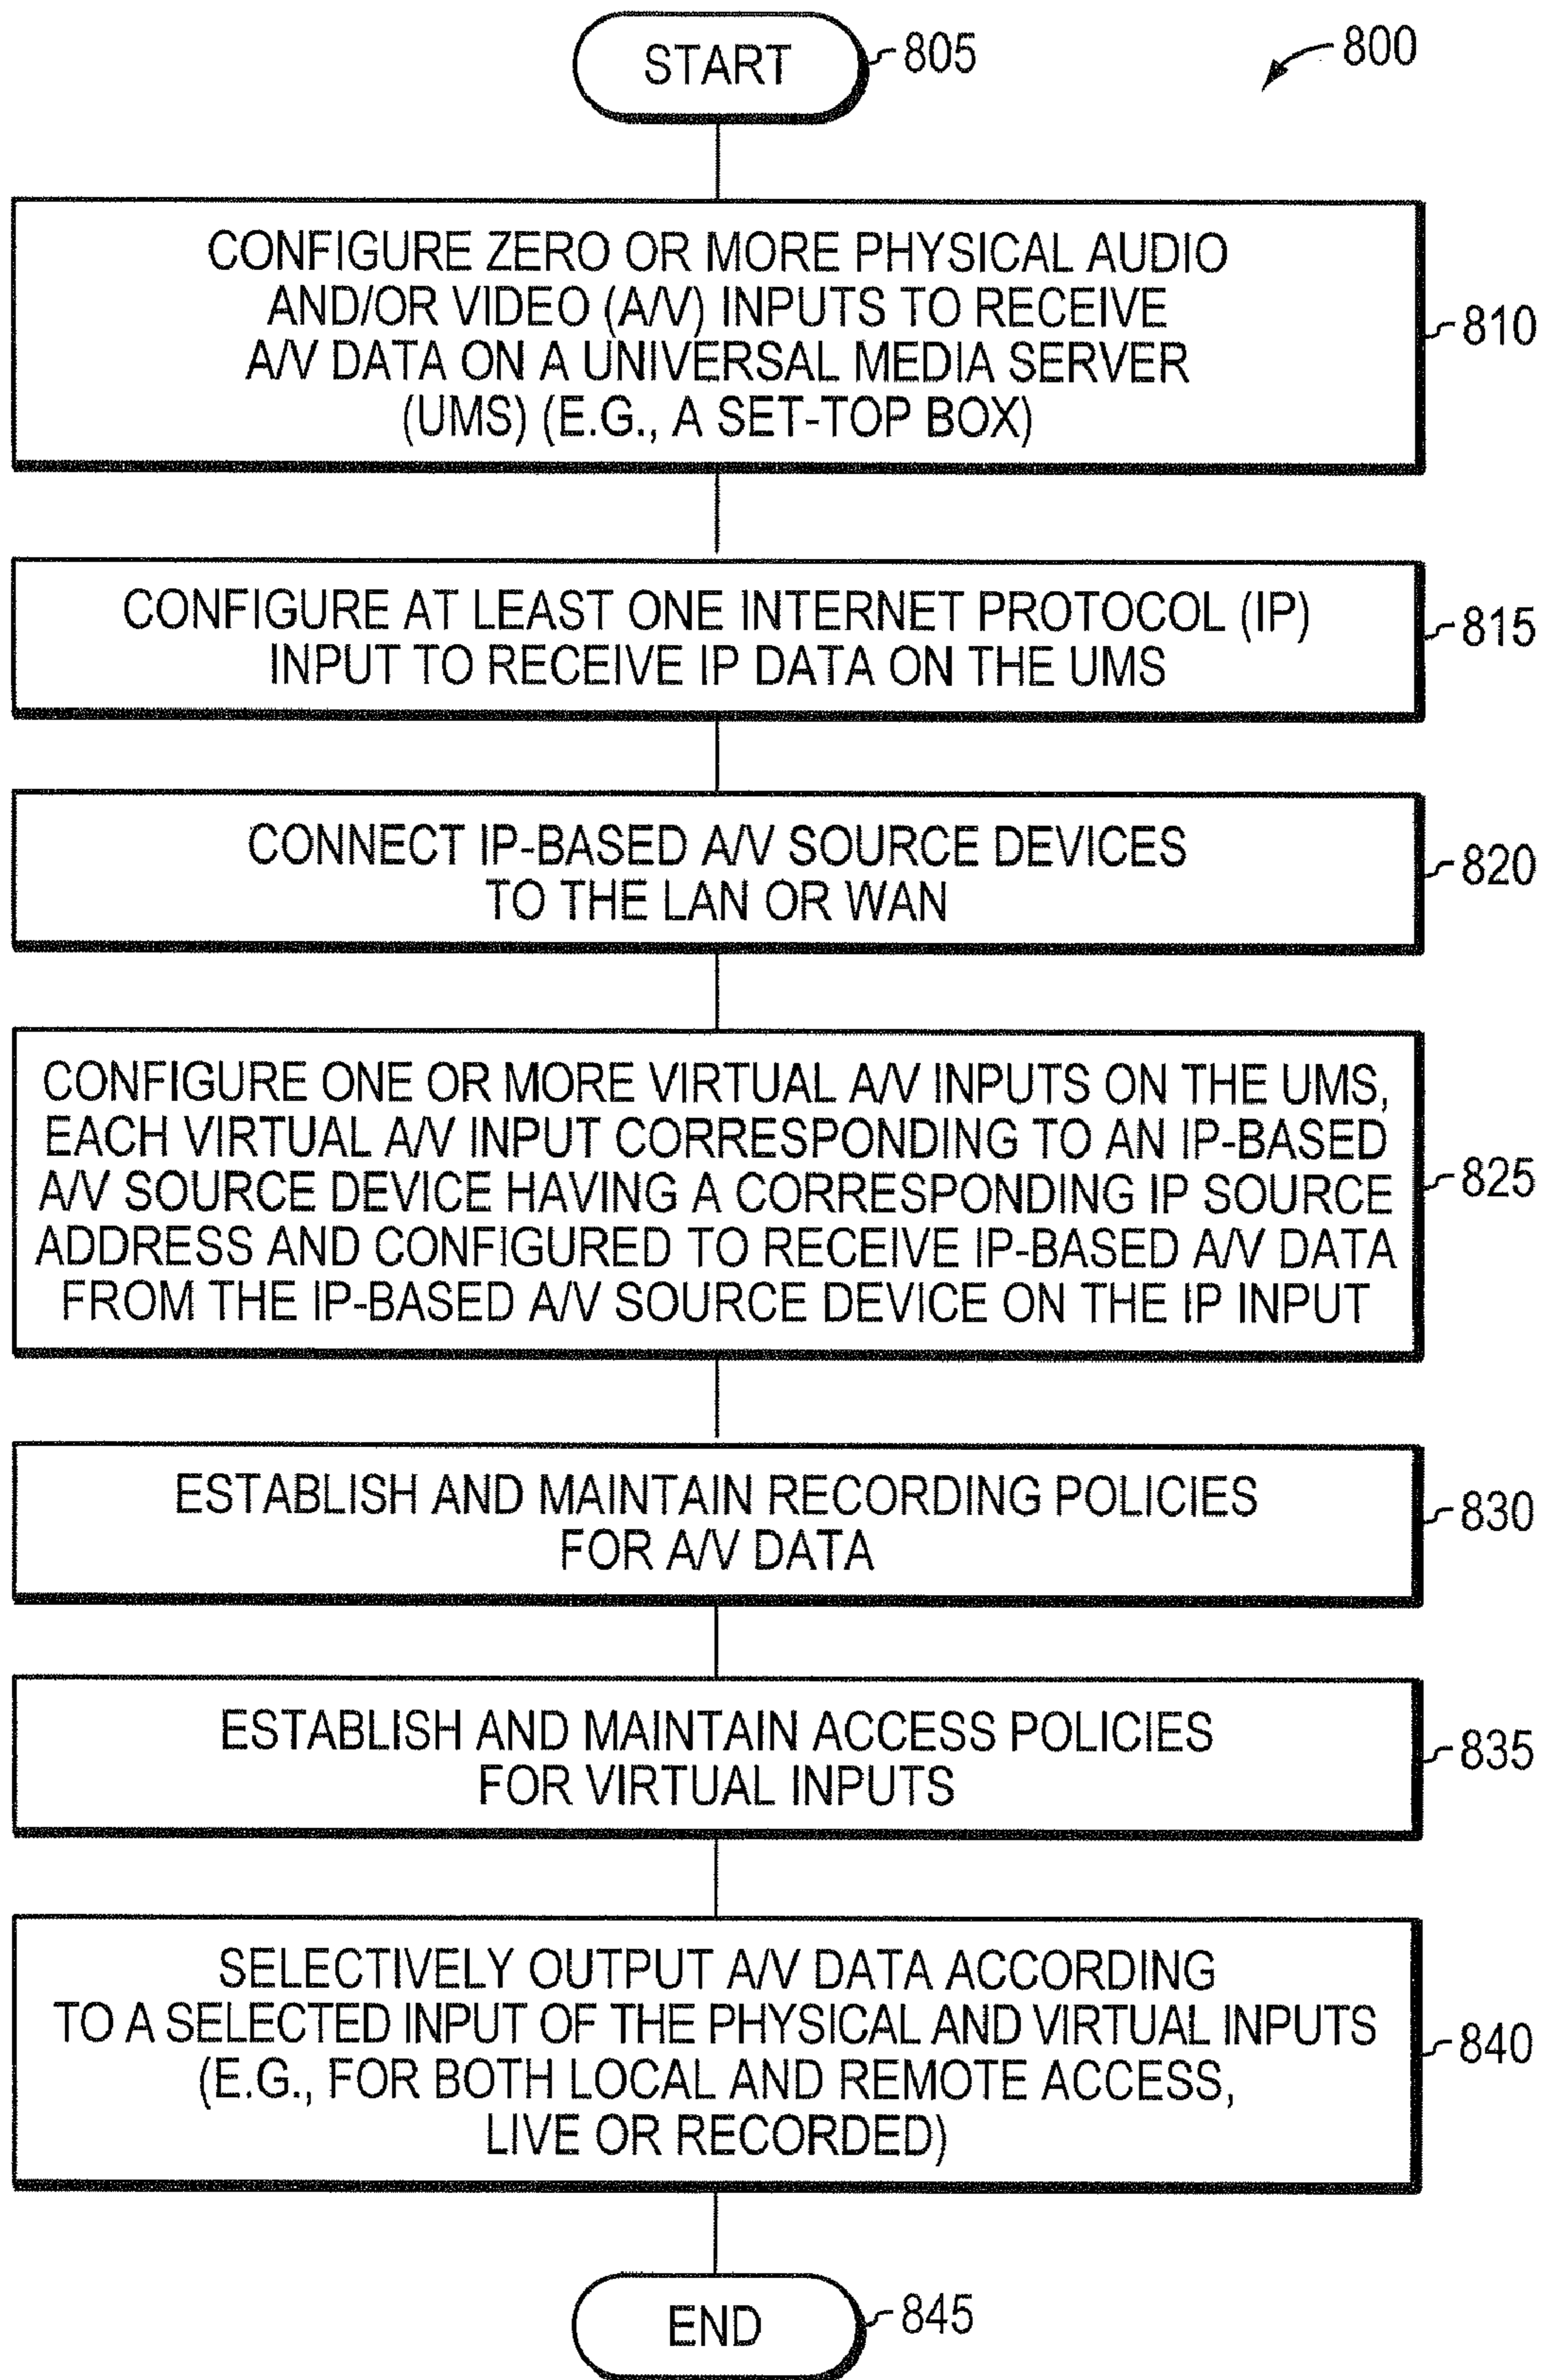 START
805
800
CONFIGURE ZERO OR MORE PHYSICAL AUDIO
AND/OR VIDEO (A/V) INPUTS TO RECEIVE
A/V DATA ON A UNIVERSAL MEDIA SERVER
(UMS) (E.G., A SET-TOP BOX)
810
CONFIGURE AT LEAST ONE INTERNET PROTOCOL (IP)
INPUT TO RECEIVE IP DATA ON THE UMS
815
CONNECT IP-BASED A/V SOURCE DEVICES
TO THE LAN OR WAN
820
CONFIGURE ONE OR MORE VIRTUAL A/V INPUTS ON THE UMS,
EACH VIRTUAL A/V INPUT CORRESPONDING TO AN IP-BASED
A/V SOURCE DEVICE HAVING A CORRESPONDING IP SOURCE
ADDRESS AND CONFIGURED TO RECEIVE IP-BASED A/V DATA
FROM THE IP-BASED A/V SOURCE DEVICE ON THE IP INPUT
825
ESTABLISH AND MAINTAIN RECORDING POLICIES
FOR A/V DATA
830
ESTABLISH AND MAINTAIN ACCESS POLICIES
FOR VIRTUAL INPUTS
835
SELECTIVELY OUTPUT A/V DATA ACCORDING
TO A SELECTED INPUT OF THE PHYSICAL AND VIRTUAL INPUTS
(E.G., FOR BOTH LOCAL AND REMOTE ACCESS,
LIVE OR RECORDED)
840
END
845